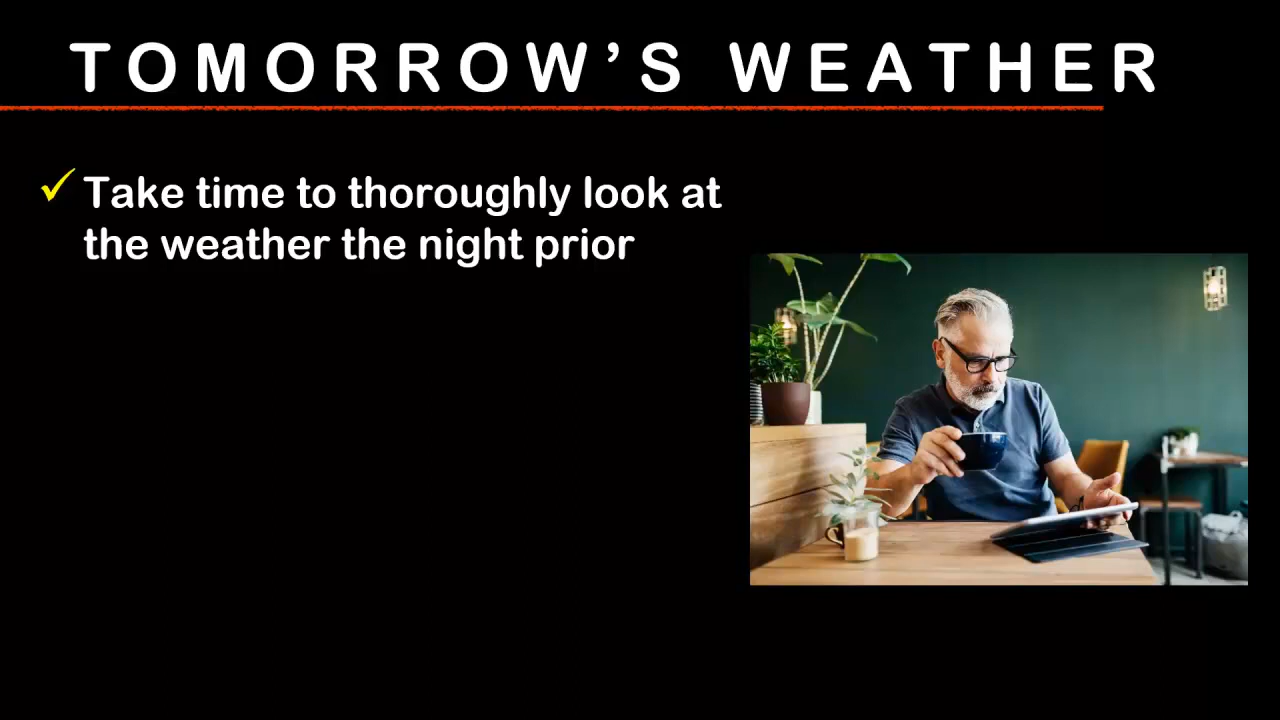 TOMORROW’S WEATHER
✓ Take time to thoroughly look at
the weather the night prior